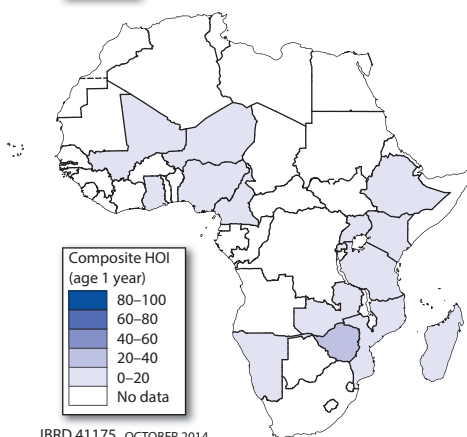 Composite HOI
(age 1 year)
80–100
60–80
40–60
20–40
0–20
No data
IBRD 41175 OCTOBER 2014